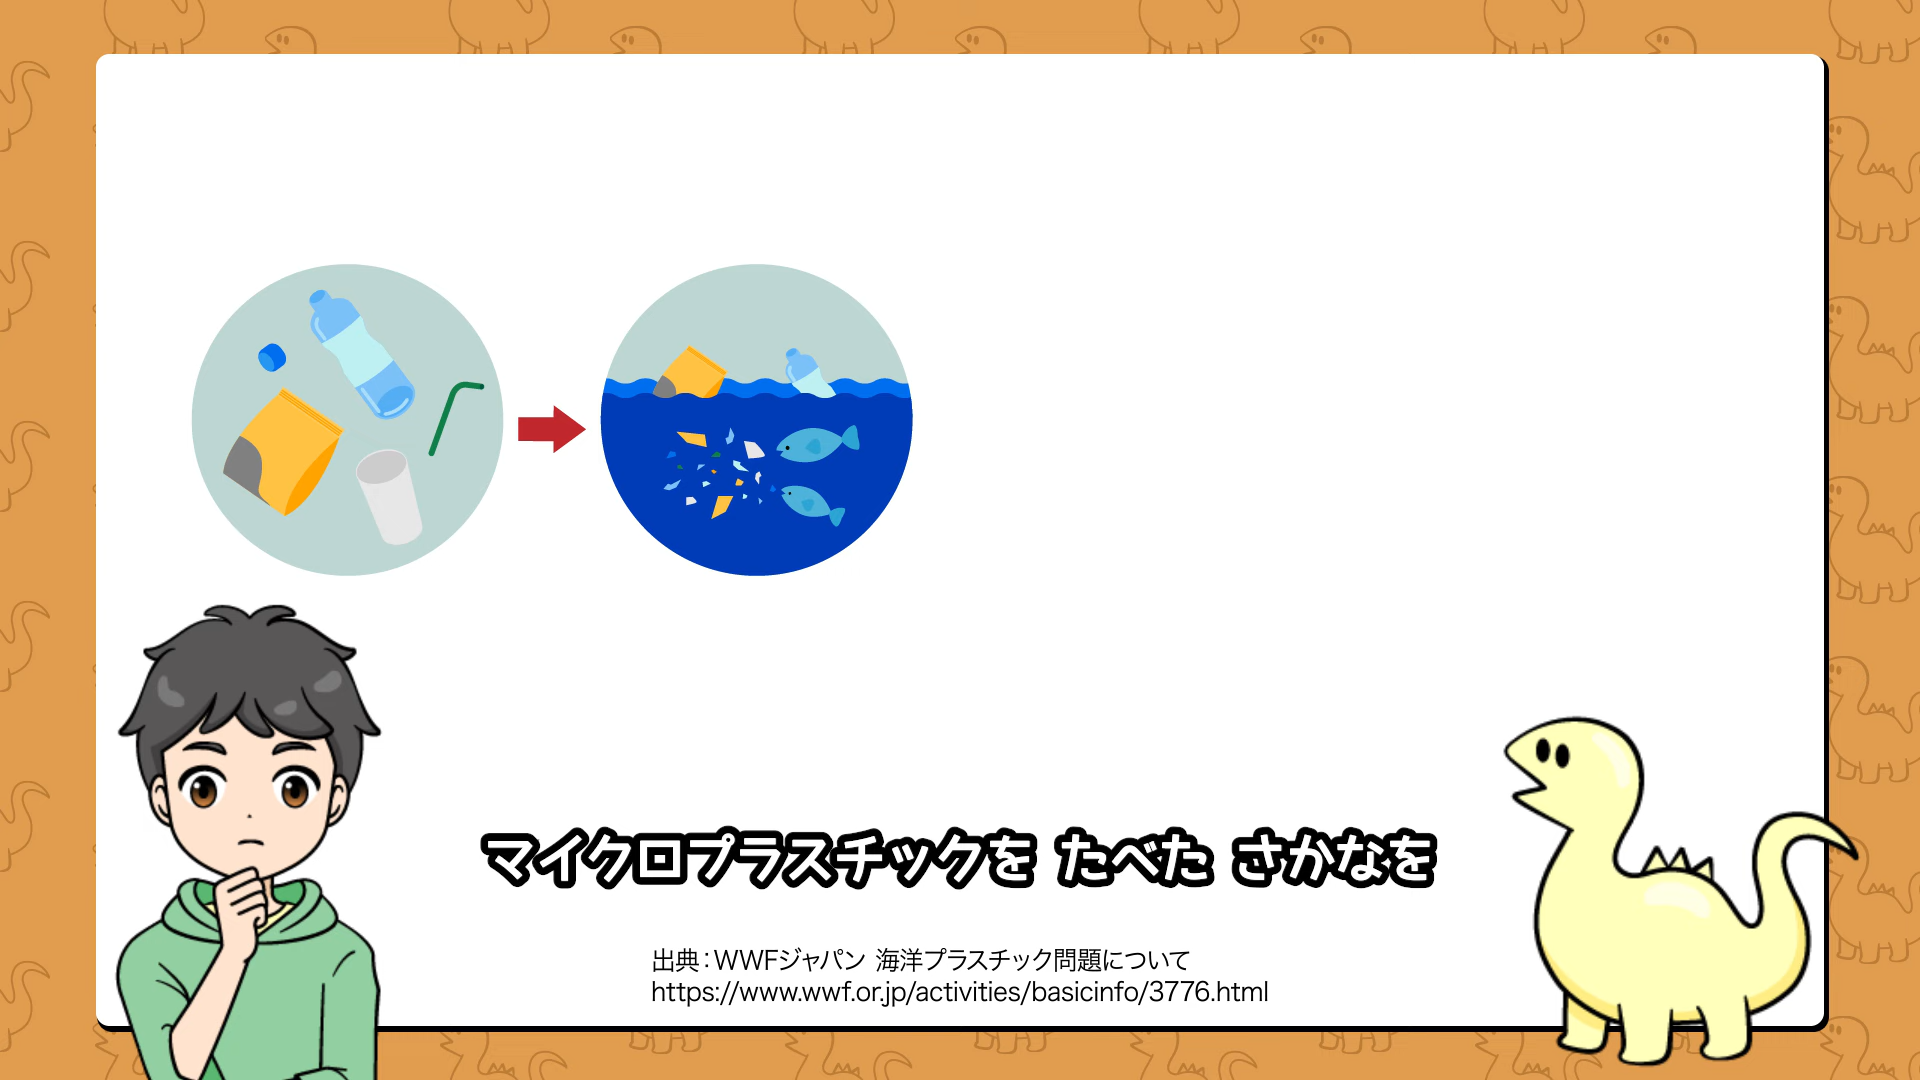 マイクロプラスチックを たべた さかなを
出典：WWFジャパン 海洋プラスチック問題について
https://www.wwf.or.jp/activities/basicinfo/3776.html